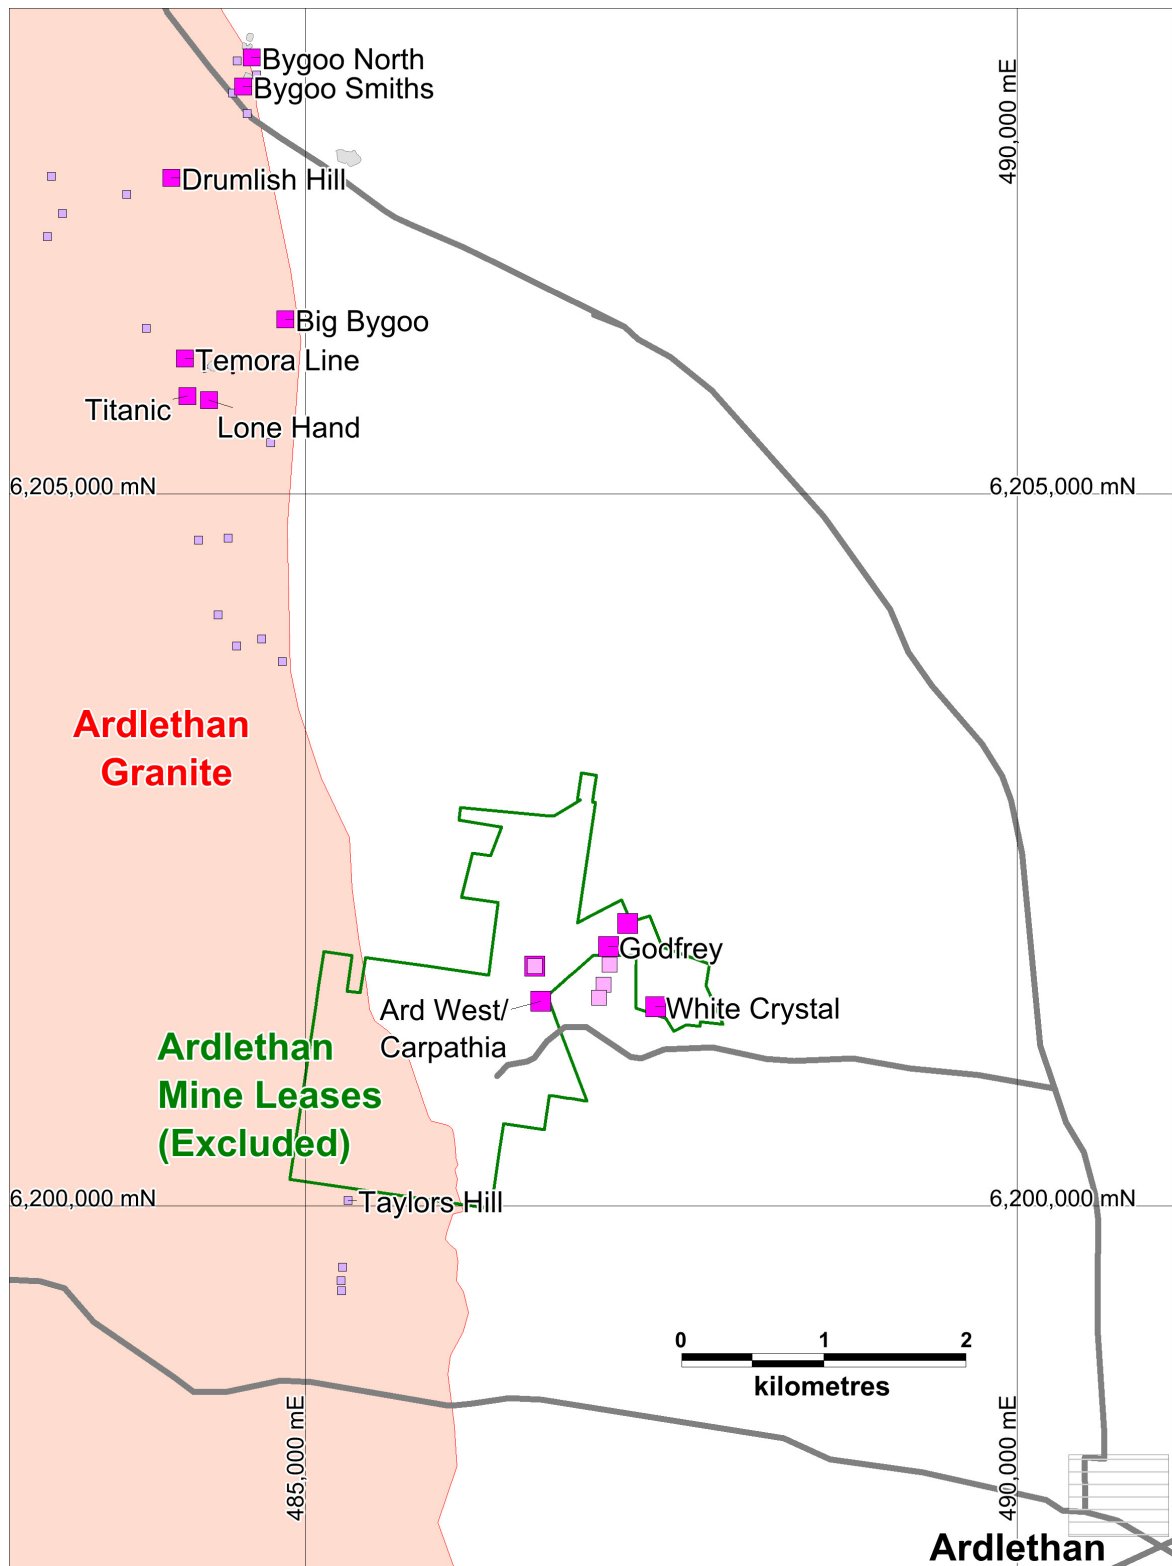 Bygoo North
490,000 mE
Bygoo Smiths
Drumlish Hill
Big Bygoo
Temora Line
Titanic
Lone Hand
6,205,000 mN
6,205,000 mN
Ardlethan
Granite
Godfrey
Ard West/
Carpathia
White Crystal
Ardlethan
Mine Leases
(Excluded)
6,200,000 mN
Taylors Hill
6,200,000 mN
0 1 2
kilometres
485,000 mE
490,000 mE
Ardlethan